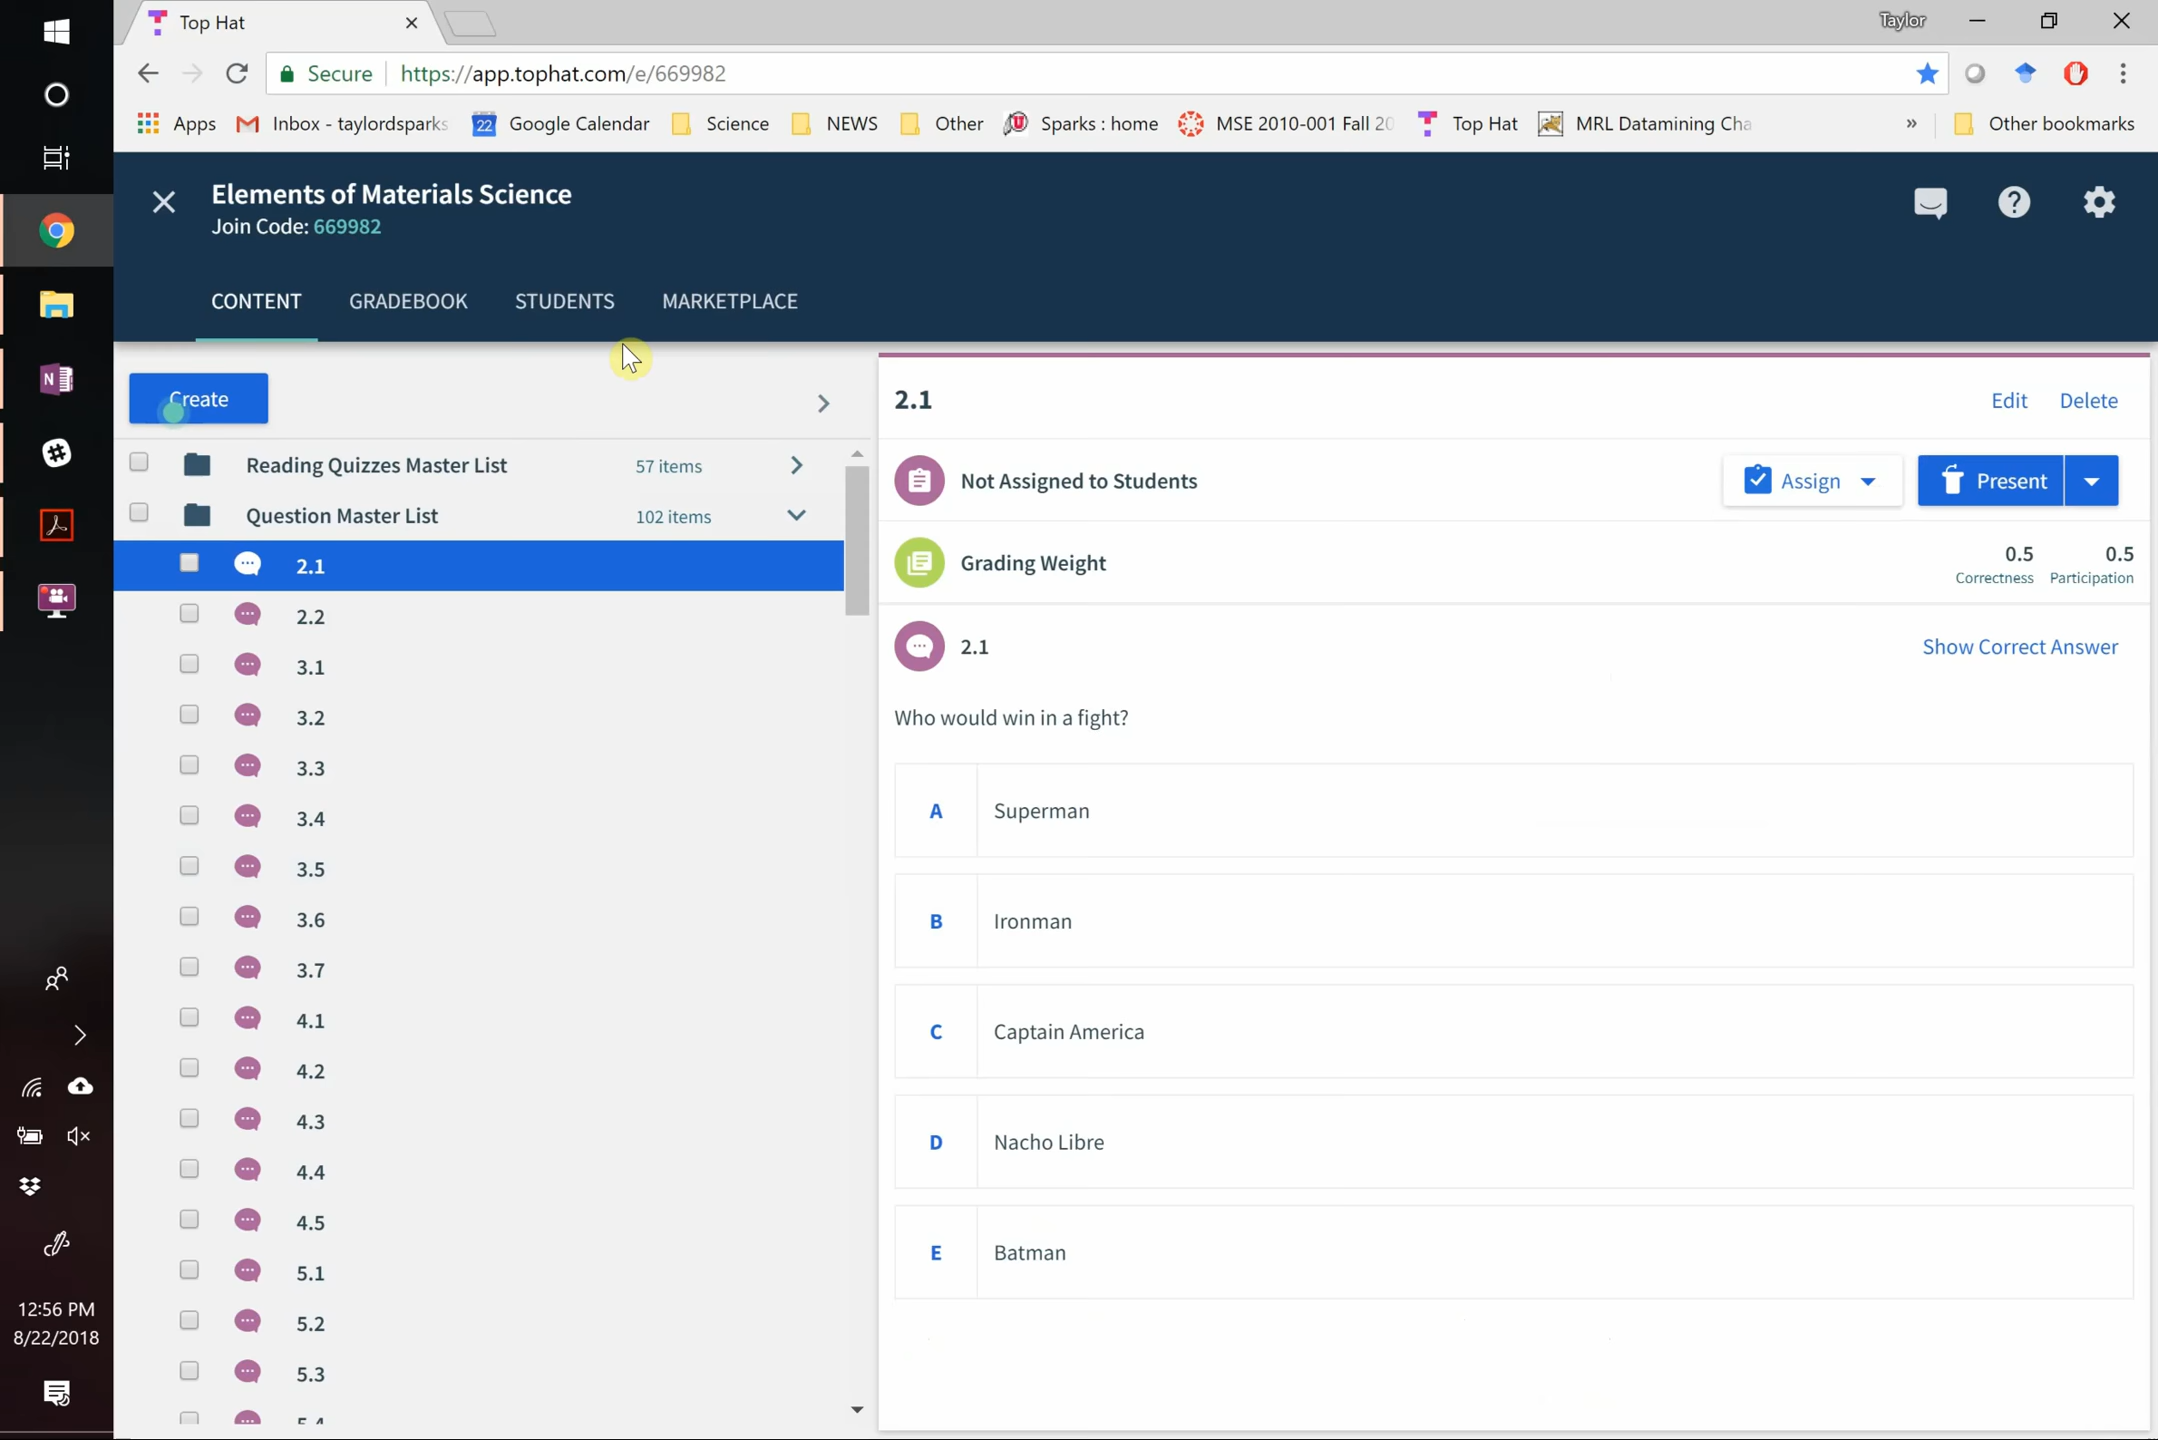 Top Hat
Taylor
Secure
https://app.tophat.com/e/669982
Apps
Inbox - taylordsparks
22
Google Calendar
Science
NEWS
Other
Sparks : home
MSE 2010-001 Fall 20
Top Hat
MRL Datamining Cha
»
Other bookmarks
Elements of Materials Science
Join Code: 669982
CONTENT
GRADEBOOK
STUDENTS
MARKETPLACE
Create
Reading Quizzes Master List
57 items
Question Master List
102 items
2.1
2.2
3.1
3.2
3.3
3.4
3.5
3.6
3.7
4.1
4.2
4.3
4.4
4.5
5.1
5.2
5.3
5.4
2.1
Edit
Delete
Not Assigned to Students
Assign
Present
Grading Weight
0.5
Correctness
0.5
Participation
2.1
Show Correct Answer
Who would win in a fight?
A
Superman
B
Ironman
C
Captain America
D
Nacho Libre
E
Batman
12:56 PM
8/22/2018